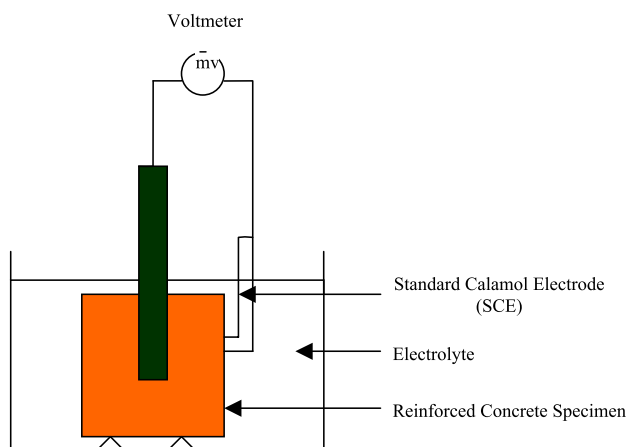 Voltmeter
mv
Standard Calamol Electrode
(SCE)
Electrolyte
Reinforced Concrete Specimen